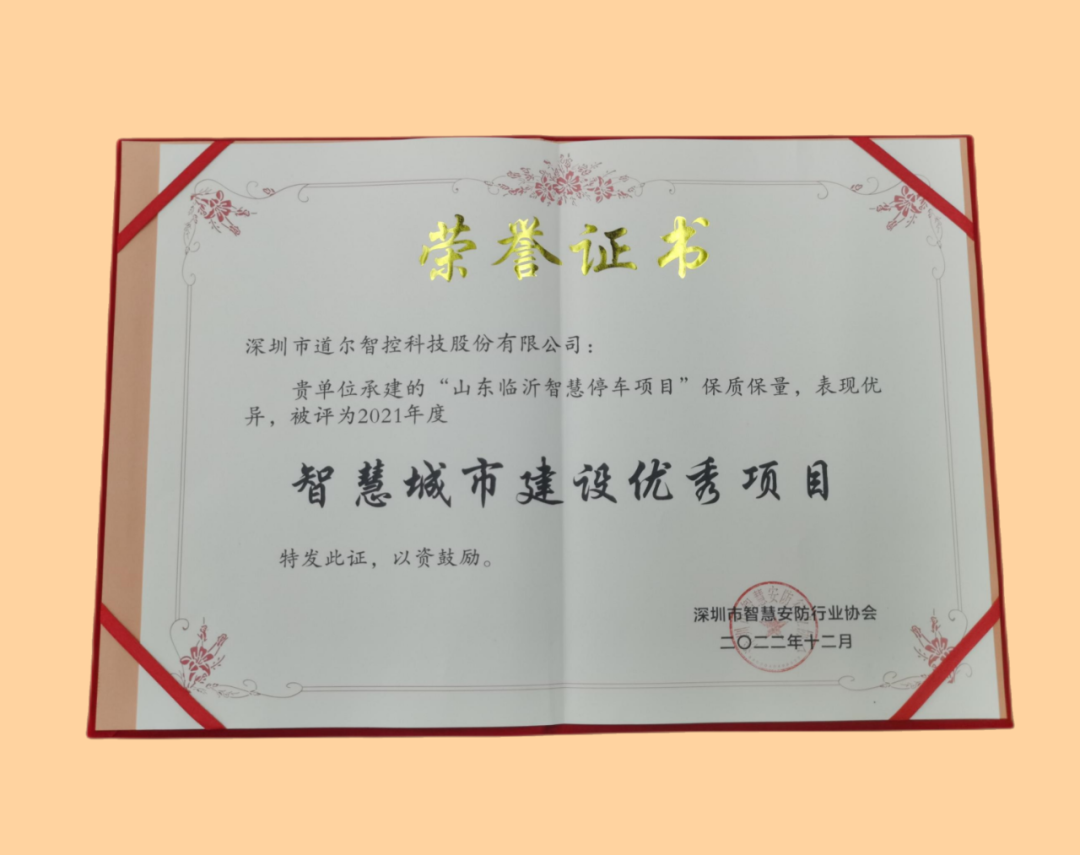 荣誉证书
深圳市道尔智控科技股份有限公司：
贵单位承建的“山东临沂智慧停车项目”保质保量，表现优
异，被评为2021年度
智慧城市建设优秀项目
特发此证，以资鼓励。
深圳市智慧安防行业协会
二〇二二年十二月